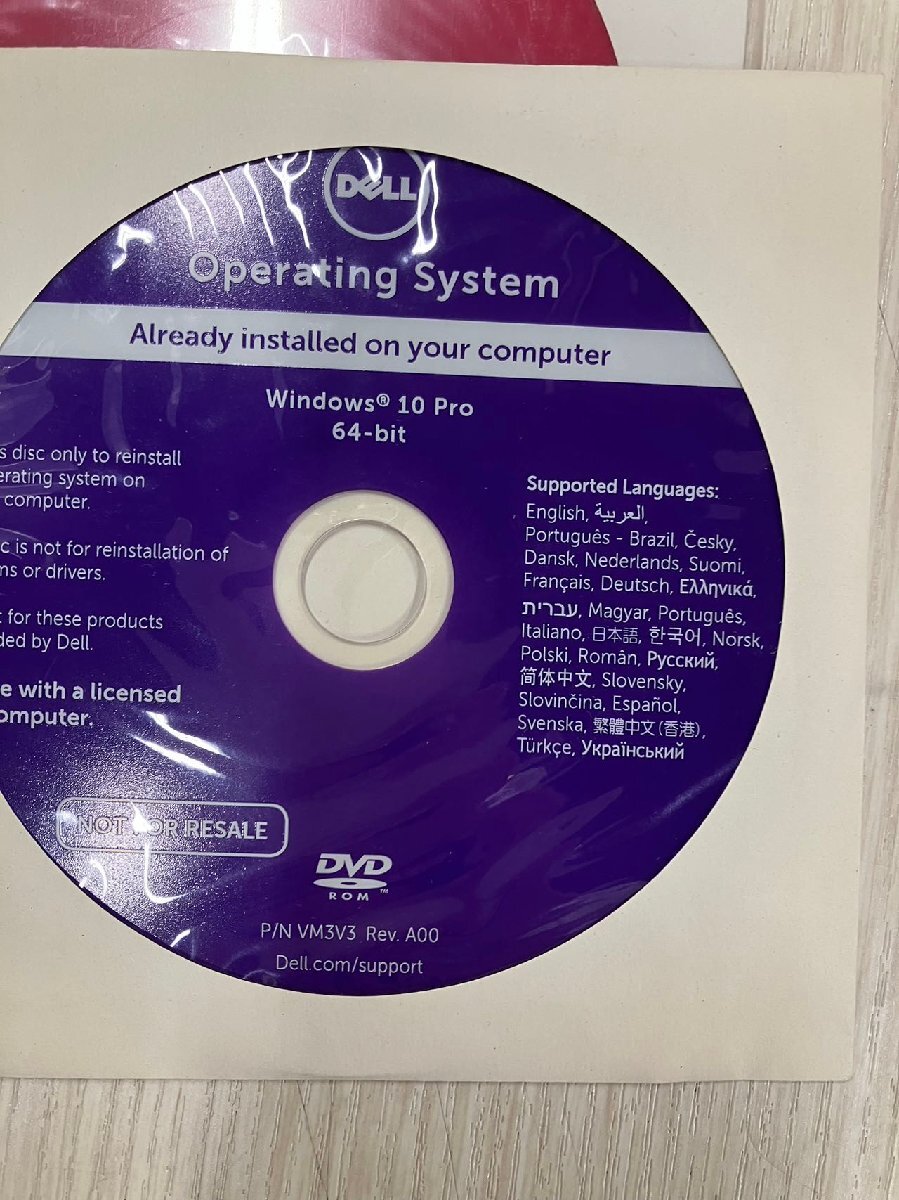 DELL
Operating System
Already installed on your computer
Windows® 10 Pro
64-bit
s disc only to reinstall
erating system on
computer.
c is not for reinstallation of
ms or drivers.
t for these products
ded by Dell.
e with a licensed
omputer.
Supported Languages:
English, العربية,
Português - Brazil, Česky,
Dansk, Nederlands, Suomi,
Français, Deutsch, Ελληνικά,
עברית, Magyar, Português,
Italiano, 日本語, 한국어, Norsk,
Polski, Român, Русский,
简体中文, Slovensky,
Slovinčina, Español,
Svenska, 繁體中文(香港),
Türkçe, Український
NOT FOR RESALE
DVD
ROM
™
P/N VM3V3 Rev. A00
Dell.com/support